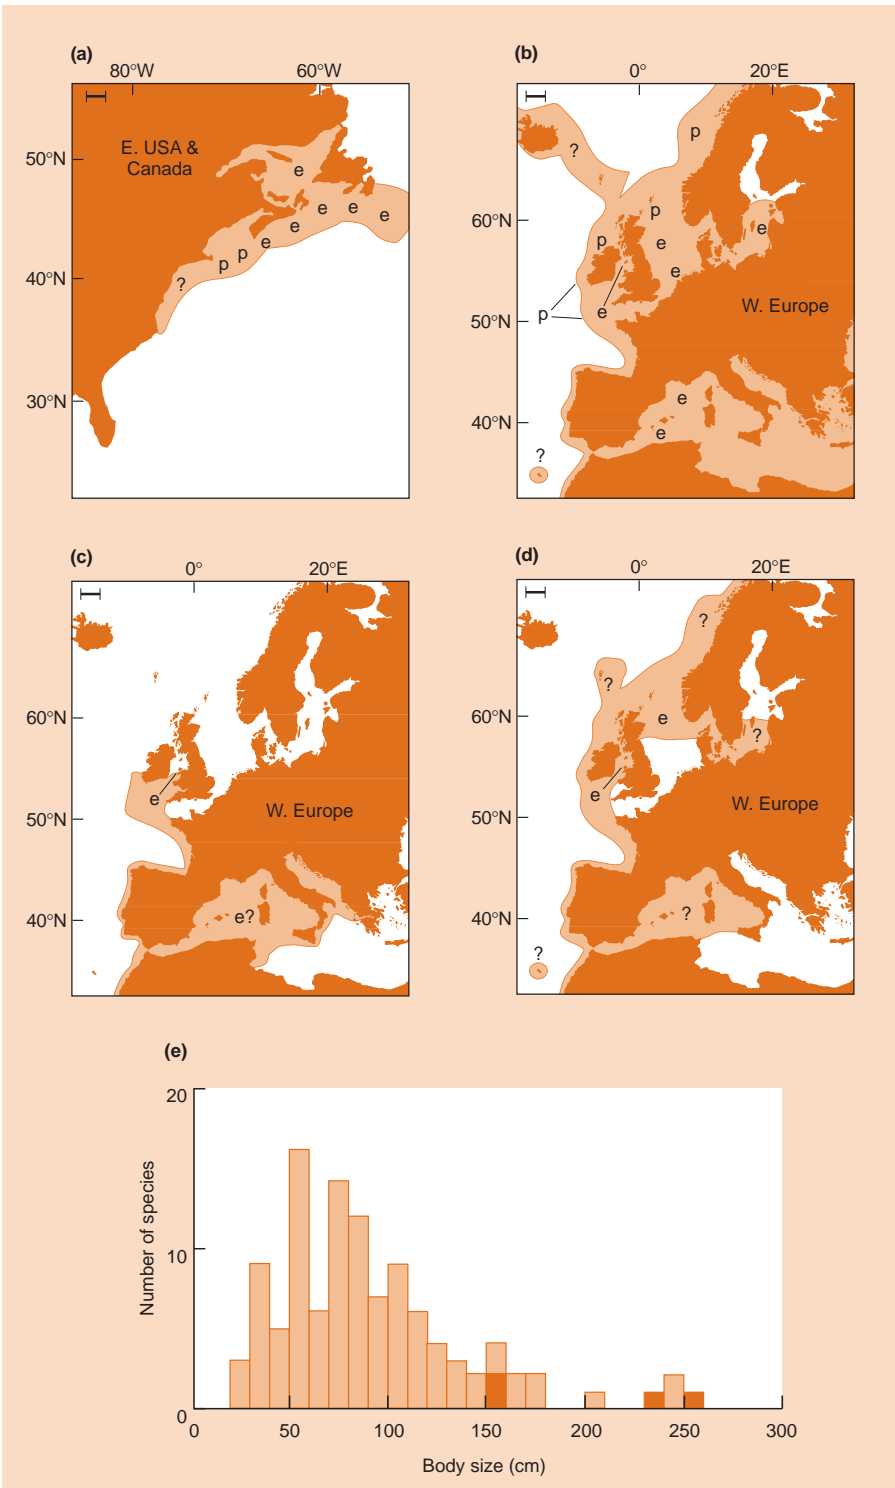 (a)
80°W 60°W
50°N
40°N
30°N
E. USA &
Canada
e
e
e
e
e
e
p
p
?
(b)
0° 20°E
60°N
50°N
40°N
p
?
p
p
e
e
e
p
e
W. Europe
e
e
?
(c)
0° 20°E
60°N
50°N
40°N
e
W. Europe
e?
(d)
0° 20°E
60°N
50°N
40°N
?
?
e
?
e
W. Europe
?
?
(e)
20
10
0
Number of species
0 50 100 150 200 250 300
Body size (cm)